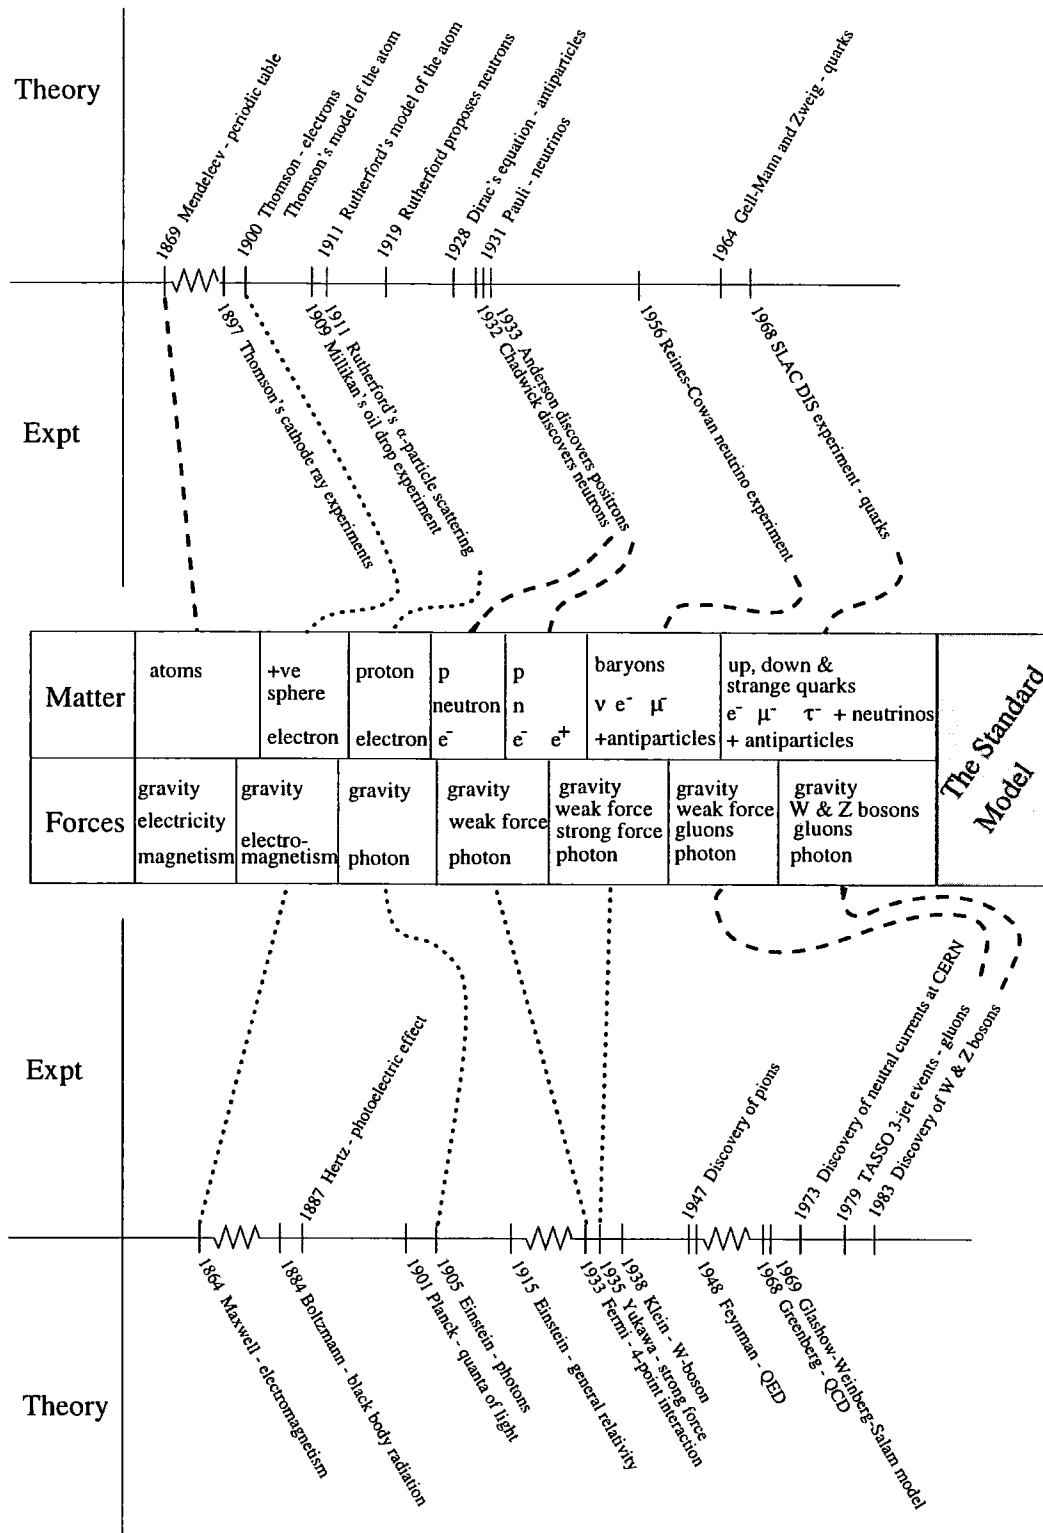 Theory
1869 Mendeleev - periodic table
1900 Thomson - electrons
Thomson's model of the atom
1911 Rutherford's model of the atom
1919 Rutherford proposes neutrons
1928 Dirac's equation - antiparticles
1931 Pauli - neutrinos
1964 Gell-Mann and Zweig - quarks
Expt
1897 Thomson's cathode ray experiments
1909 Millikan's oil drop experiment
1911 Rutherford's α-particle scattering
1932 Chadwick discovers neutrons
1933 Anderson discovers positrons
1956 Reines-Cowan neutrino experiment
1968 SLAC DIS experiment - quarks
Matter
atoms
+ve
sphere
electron
proton
electron
p
neutron
e⁻
p
n
e⁻ e⁺
baryons
ν e⁻ μ⁻
+antiparticles
up, down &
strange quarks
e⁻ μ⁻ τ⁻ + neutrinos
+ antiparticles
The Standard
Model
Forces
gravity
electricity
magnetism
gravity
electro-
magnetism
gravity
photon
gravity
weak force
photon
gravity
weak force
strong force
photon
gravity
weak force
gluons
photon
gravity
W & Z bosons
gluons
photon
Expt
1887 Hertz - photoelectric effect
1947 Discovery of pions
1973 Discovery of neutral currents at CERN
1979 TASSO 3-jet events - gluons
1983 Discovery of W & Z bosons
Theory
1864 Maxwell - electromagnetism
1884 Boltzmann - black body radiation
1901 Planck - quanta of light
1905 Einstein - photons
1915 Einstein - general relativity
1933 Fermi - 4-point interaction
1935 Yukawa - strong force
1938 Klein - W-boson
1948 Feynman - QED
1968 Greenberg - QCD
1969 Glashow-Weinberg-Salam model